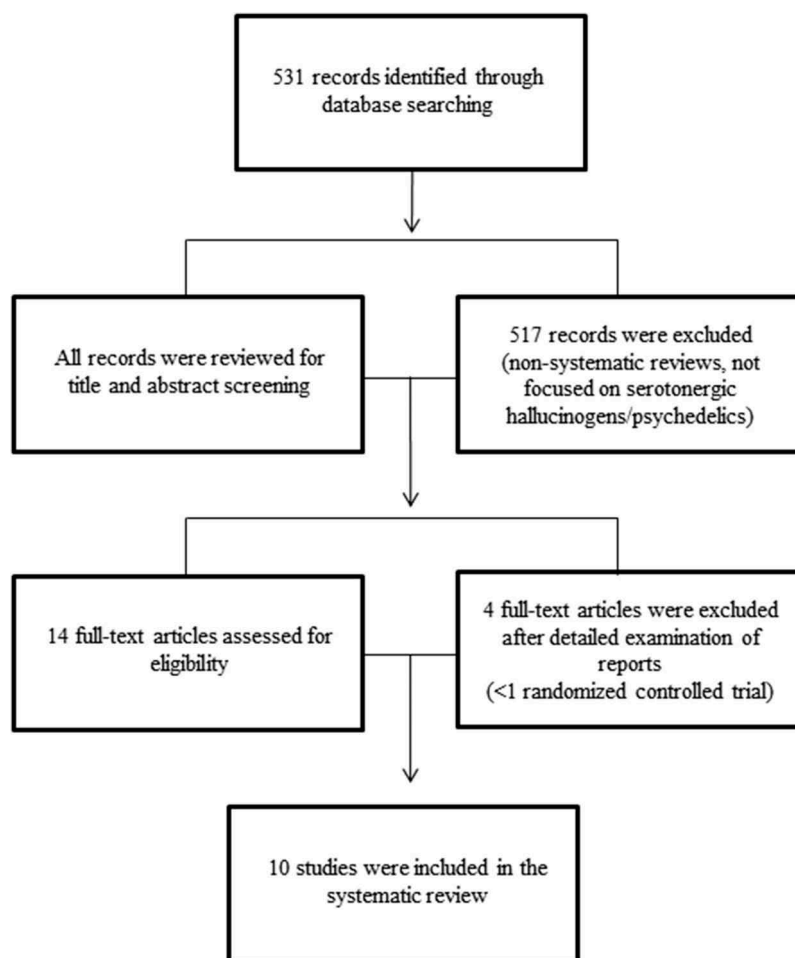 531 records identified through
database searching
All records were reviewed for
title and abstract screening
517 records were excluded
(non-systematic reviews, not
focused on serotonergic
hallucinogens/psychedelics)
14 full-text articles assessed for
eligibility
4 full-text articles were excluded
after detailed examination of
reports
(<1 randomized controlled trial)
10 studies were included in the
systematic review